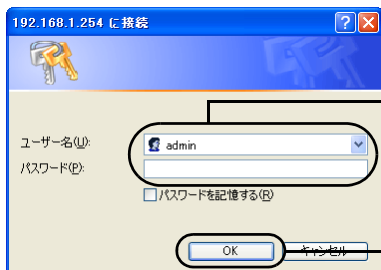 192.168.1.254 に接続
ユーザー名(U):
admin
パスワード(P):
パスワードを記憶する(R)
OK
キャンセル